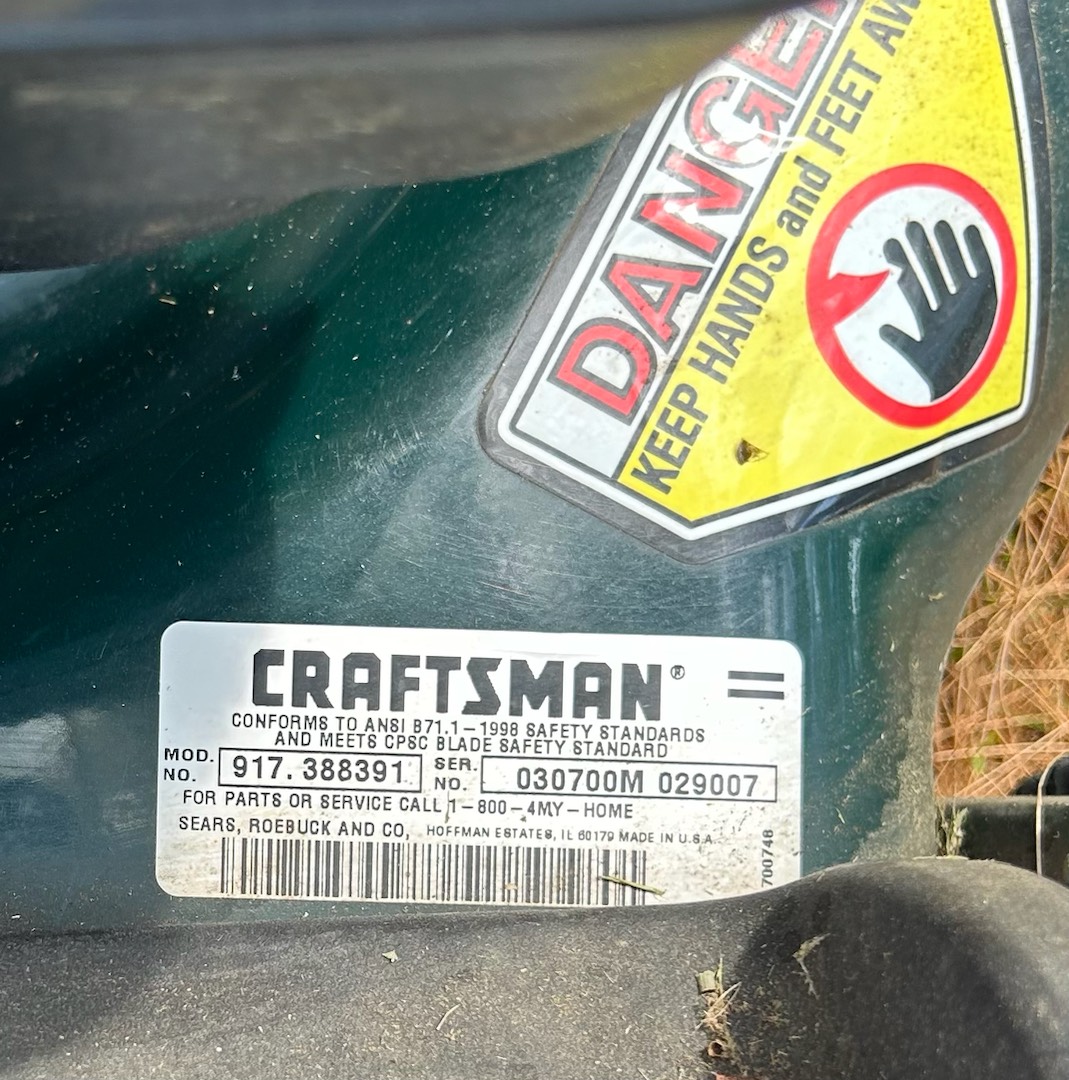 DANGE
KEEP HANDS and FEET AW
CRAFTSMAN®
CONFORMS TO ANSI B71.1–1998 SAFETY STANDARDS
AND MEETS CPSC BLADE SAFETY STANDARD
MOD. NO. 917. 388391 SER. NO. 030700M 029007
FOR PARTS OR SERVICE CALL 1–800–4MY–HOME
SEARS, ROEBUCK AND CO, HOFFMAN ESTATES, IL 60179 MADE IN U.S.A.
700748